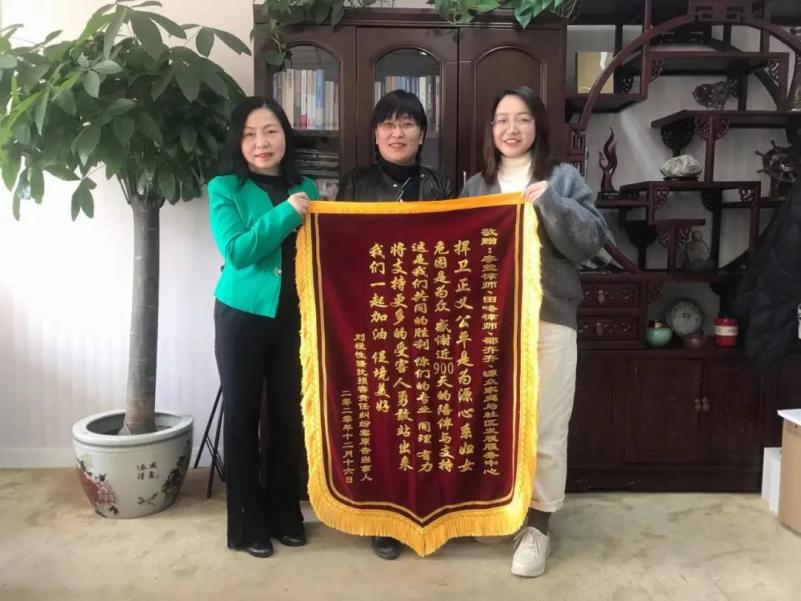 敬赠：李莹律师、田咚律师、邵齐齐、源众家庭与社区发展服务中心
捍卫正义 公平是为源 心系妇女
危困是为众 感谢近900天的陪伴与支持
这是我们共同的胜利 你们的专业 同理 有力
将支持更多的受害人勇敢站出来
我们一起加油 促境美好
刘猛性骚扰损害责任纠纷案原告当事人
二零二零年十二月十六日